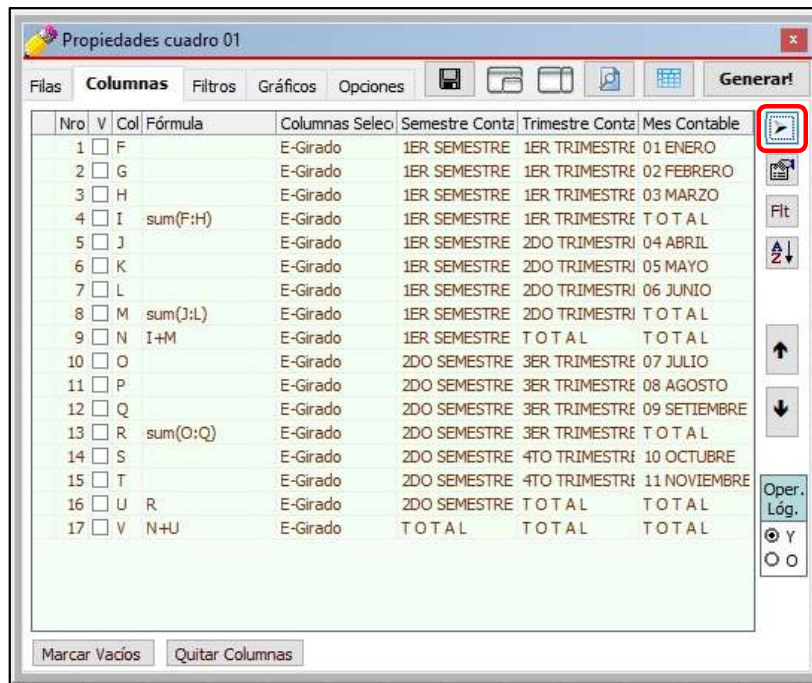 Propiedades cuadro 01
x
Filas Columnas Filtros Gráficos Opciones Generar!
Nro V Col Fórmula Columnas Selecc Semestre Conta Trimestre Conta Mes Contable
1 F E-Girado 1ER SEMESTRE 1ER TRIMESTRE 01 ENERO
2 G E-Girado 1ER SEMESTRE 1ER TRIMESTRE 02 FEBRERO
3 H E-Girado 1ER SEMESTRE 1ER TRIMESTRE 03 MARZO
4 I sum(F:H) E-Girado 1ER SEMESTRE 1ER TRIMESTRE T O T A L
5 J E-Girado 1ER SEMESTRE 2DO TRIMESTRE 04 ABRIL
6 K E-Girado 1ER SEMESTRE 2DO TRIMESTRE 05 MAYO
7 L E-Girado 1ER SEMESTRE 2DO TRIMESTRE 06 JUNIO
8 M sum(J:L) E-Girado 1ER SEMESTRE 2DO TRIMESTRE T O T A L
9 N I+M E-Girado 1ER SEMESTRE T O T A L T O T A L
10 O E-Girado 2DO SEMESTRE 3ER TRIMESTRE 07 JULIO
11 P E-Girado 2DO SEMESTRE 3ER TRIMESTRE 08 AGOSTO
12 Q E-Girado 2DO SEMESTRE 3ER TRIMESTRE 09 SETIEMBRE
13 R sum(O:Q) E-Girado 2DO SEMESTRE 3ER TRIMESTRE T O T A L
14 S E-Girado 2DO SEMESTRE 4TO TRIMESTRE 10 OCTUBRE
15 T E-Girado 2DO SEMESTRE 4TO TRIMESTRE 11 NOVIEMBRE
16 U R E-Girado 2DO SEMESTRE T O T A L T O T A L
17 V N+U E-Girado T O T A L T O T A L T O T A L
Flt
A
Z
Oper.
Lóg.
Y
O
Marcar Vacíos Quitar Columnas